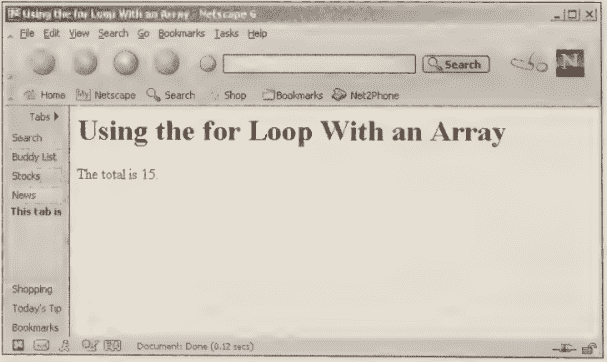 Using the for Loop With an Array - Netscape 6
File Edit View Search Go Bookmarks Tasks Help
Search N
Home My Netscape Search Shop Bookmarks Net2Phone
Tabs
Search
Buddy List
Stocks
News
This tab is
Shopping
Today's Tip
Bookmarks
Using the for Loop With an Array
The total is 15.
Document: Done (0.12 secs)